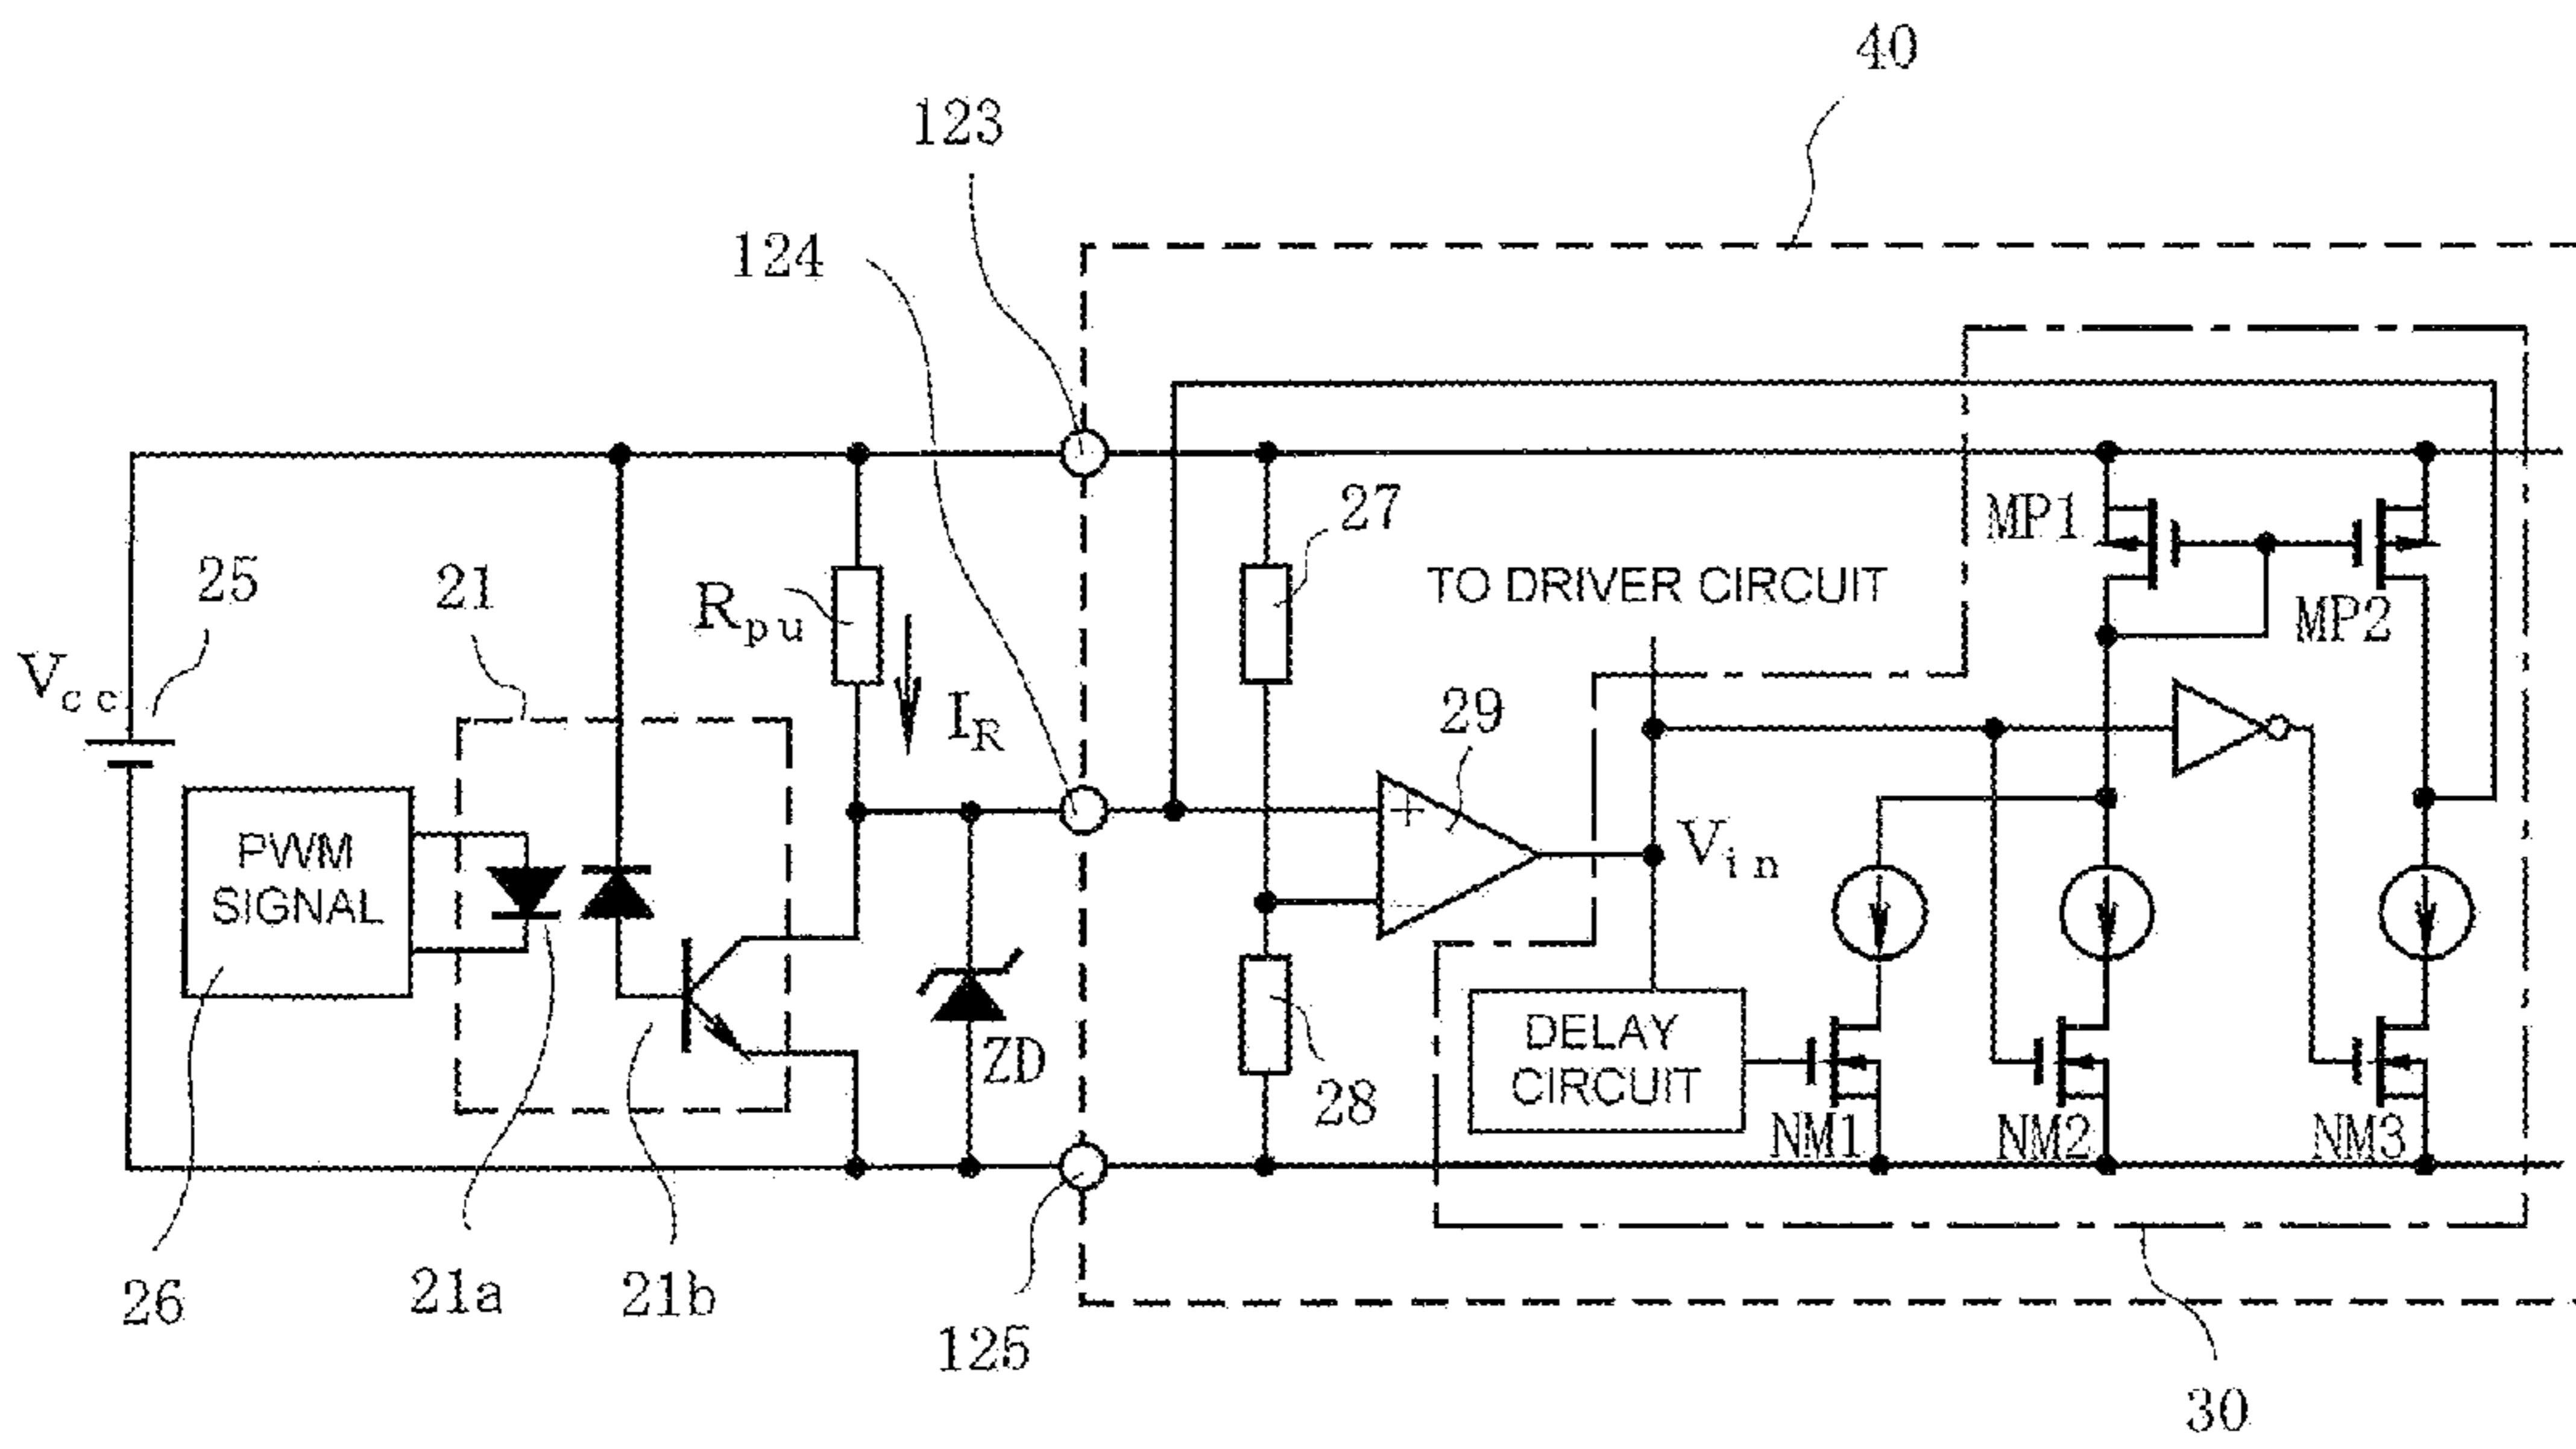 40
123
124
27
MP1
25
21
Rpu
TO DRIVER CIRCUIT
MP2
Vcc
IR
29
PWM
SIGNAL
+
Vin
−
ZD
DELAY
CIRCUIT
28
NM1
NM2
NM3
26
21a
21b
125
30